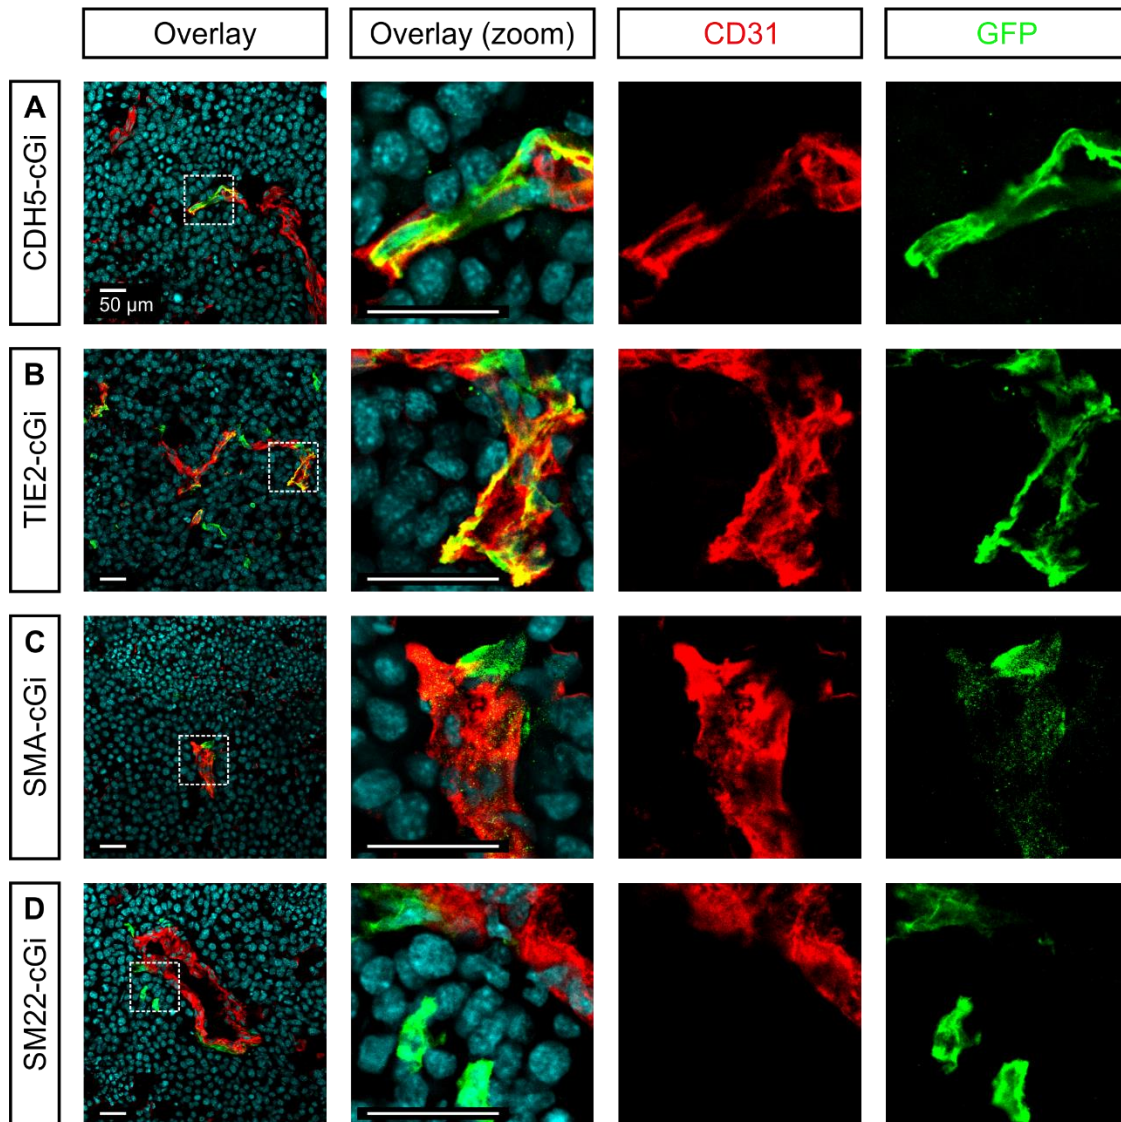 Overlay
Overlay (zoom)
CD31
GFP
A
CDH5-cGi
50 µm
B
TIE2-cGi
C
SMA-cGi
D
SM22-cGi